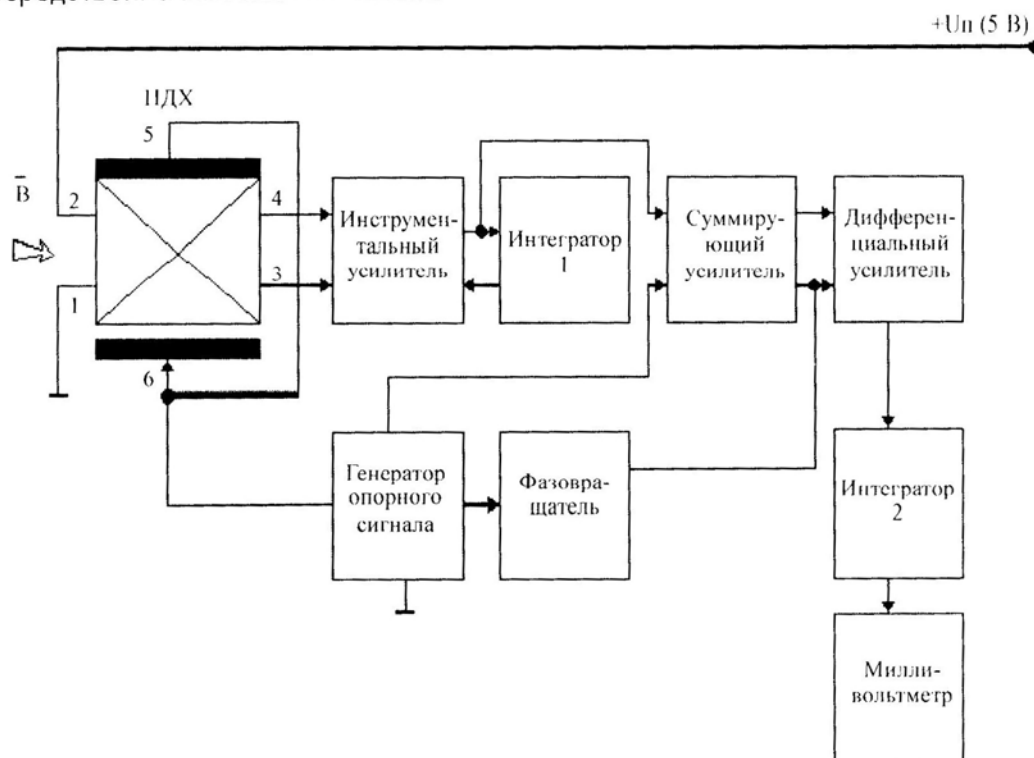 +Uп (5 В)
ПДХ
5
B
2
4
3
1
6
Инструмен-
тальный
усилитель
Интегратор
1
Суммиру-
ющий
усилитель
Дифферен-
циальный
усилитель
Генератор
опорного
сигнала
Фазовра-
щатель
Интегратор
2
Милли-
вольтметр